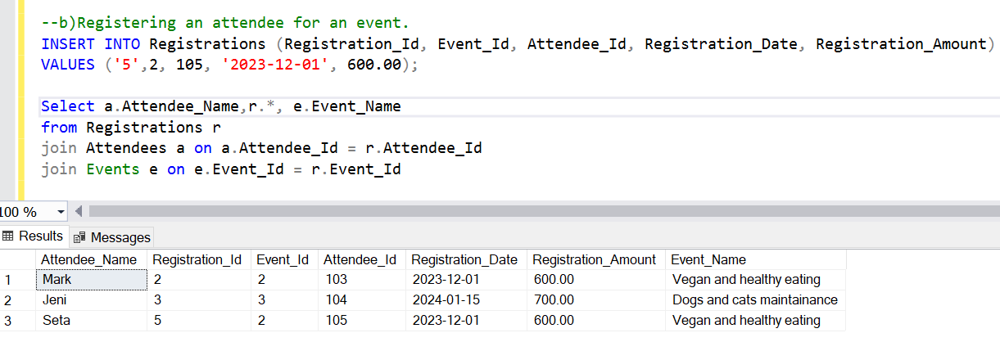 --b)Registering an attendee for an event.
INSERT INTO Registrations (Registration_Id, Event_Id, Attendee_Id, Registration_Date, Registration_Amount)
VALUES ('5',2, 105, '2023-12-01', 600.00);
Select a.Attendee_Name,r.*, e.Event_Name
from Registrations r
join Attendees a on a.Attendee_Id = r.Attendee_Id
join Events e on e.Event_Id = r.Event_Id
100 %
Results Messages
Attendee_Name Registration_Id Event_Id Attendee_Id Registration_Date Registration_Amount Event_Name
1 Mark 2 2 103 2023-12-01 600.00 Vegan and healthy eating
2 Jeni 3 3 104 2024-01-15 700.00 Dogs and cats maintainance
3 Seta 5 2 105 2023-12-01 600.00 Vegan and healthy eating